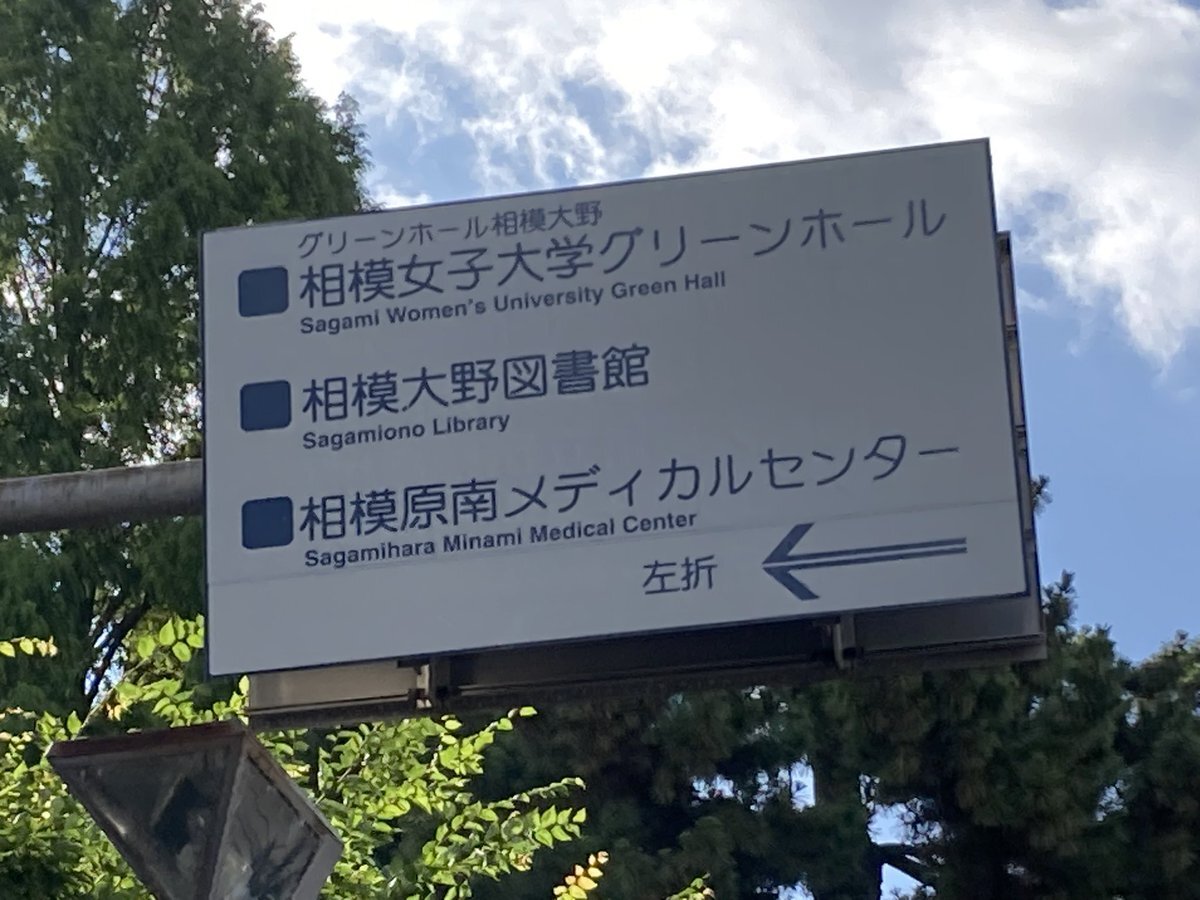 グリーンホール相模大野
相模女子大学グリーンホール
Sagami Women's University Green Hall
相模大野図書館
Sagamiono Library
相模原南メディカルセンター
Sagamihara Minami Medical Center
左折